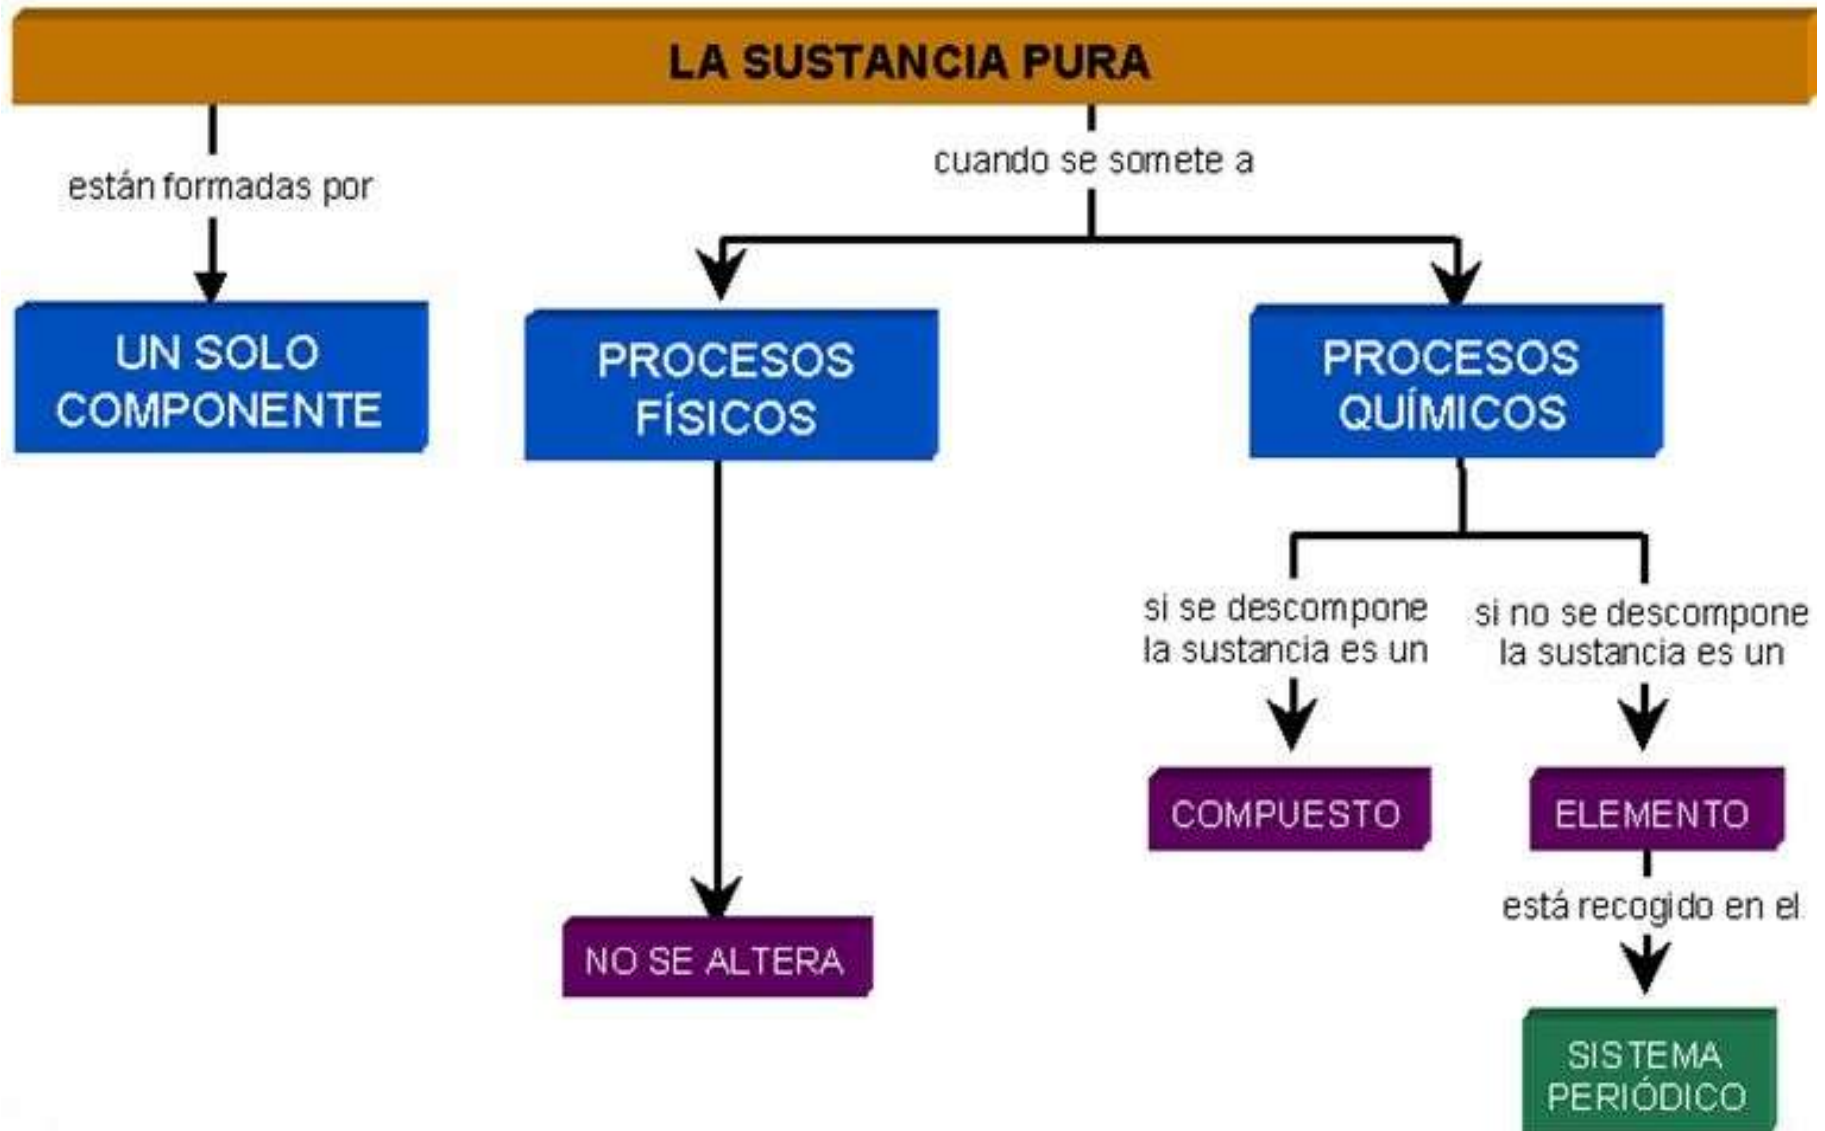 LA SUSTANCIA PURA
están formadas por
cuando se somete a
UN SOLO
COMPONENTE
PROCESOS
FÍSICOS
PROCESOS
QUÍMICOS
si se descompone
la sustancia es un
si no se descompone
la sustancia es un
COMPUESTO
ELEMENTO
está recogido en el
NO SE ALTERA
SISTEMA
PERIÓDICO